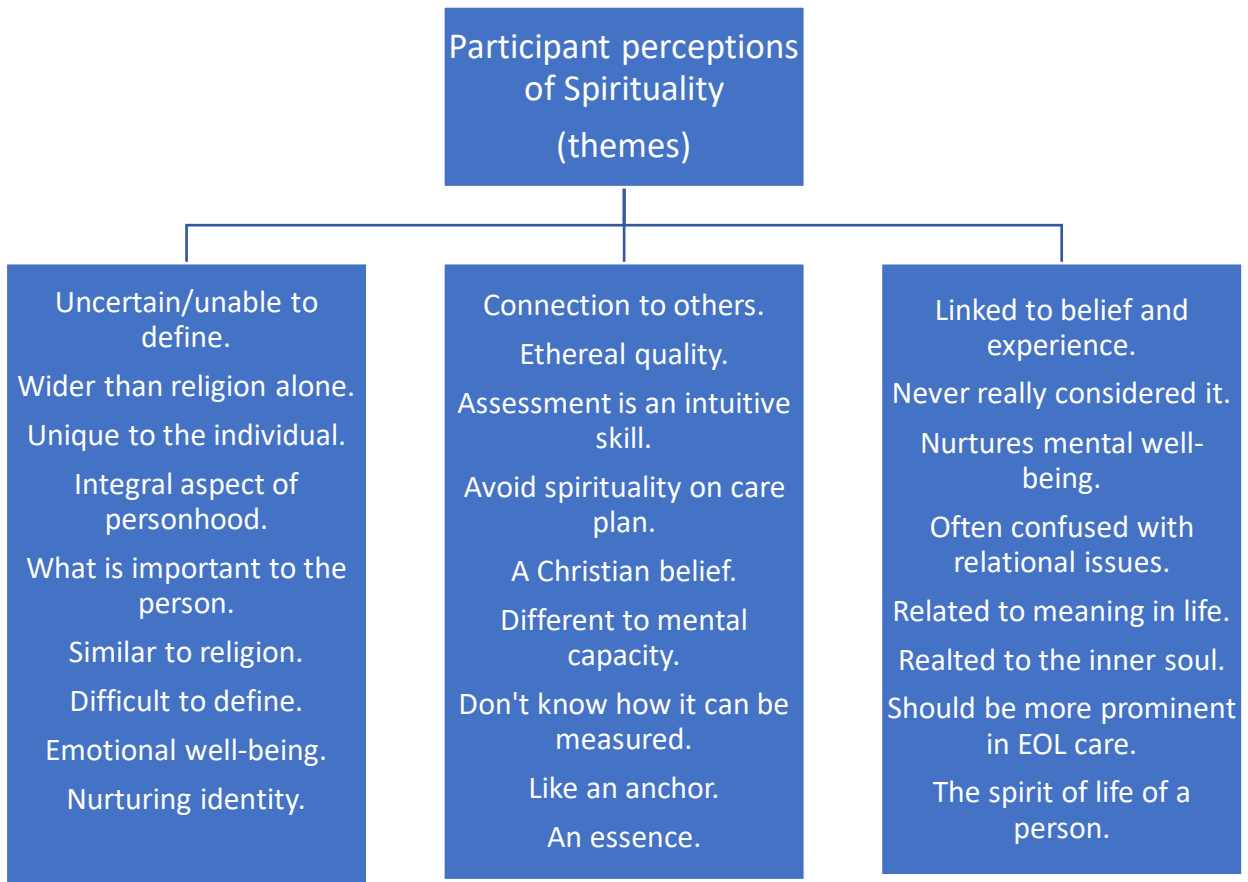 Participant perceptions
of Spirituality
(themes)
Uncertain/unable to
define.
Wider than religion alone.
Unique to the individual.
Integral aspect of
personhood.
What is important to the
person.
Similar to religion.
Difficult to define.
Emotional well-being.
Nurturing identity.
Connection to others.
Ethereal quality.
Assessment is an intuitive
skill.
Avoid spirituality on care
plan.
A Christian belief.
Different to mental
capacity.
Don't know how it can be
measured.
Like an anchor.
An essence.
Linked to belief and
experience.
Never really considered it.
Nurtures mental well-
being.
Often confused with
relational issues.
Related to meaning in life.
Realted to the inner soul.
Should be more prominent
in EOL care.
The spirit of life of a
person.